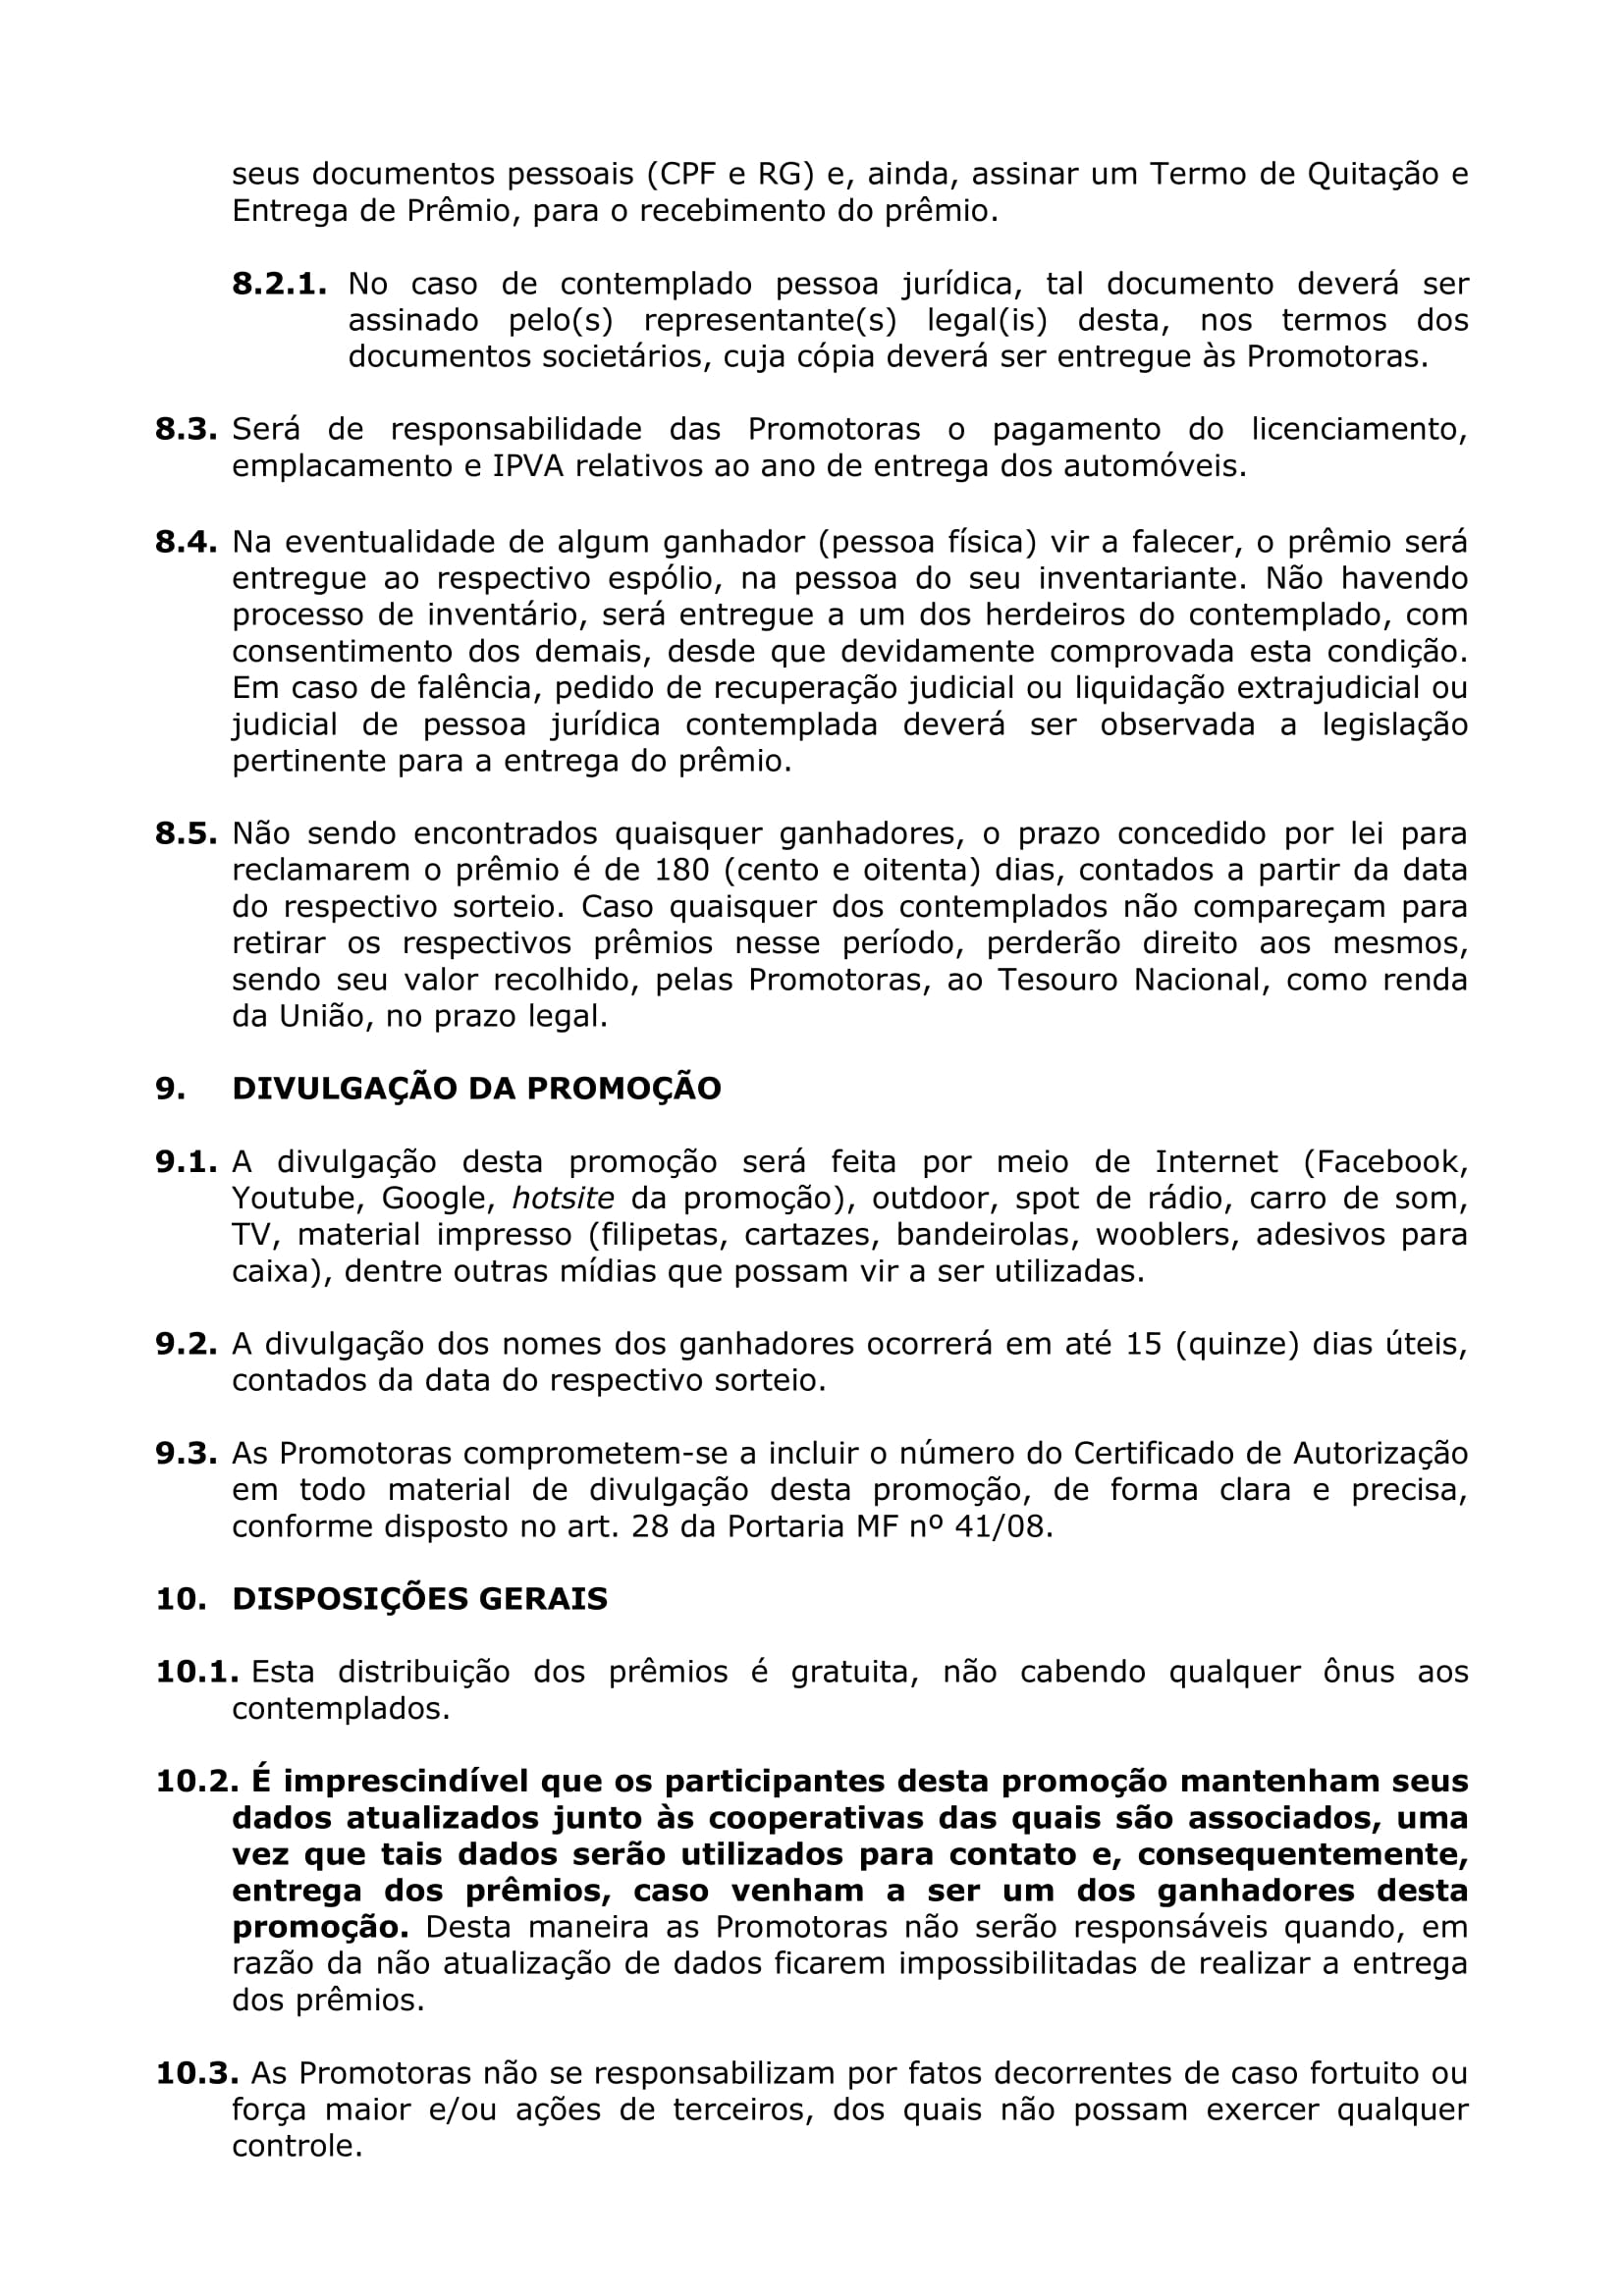 seus documentos pessoais (CPF e RG) e, ainda, assinar um Termo de Quitação e
Entrega de Prêmio, para o recebimento do prêmio.
8.2.1. No caso de contemplado pessoa jurídica, tal documento deverá ser
assinado pelo(s) representante(s) legal(is) desta, nos termos dos
documentos societários, cuja cópia deverá ser entregue às Promotoras.
8.3. Será de responsabilidade das Promotoras o pagamento do licenciamento,
emplacamento e IPVA relativos ao ano de entrega dos automóveis.
8.4. Na eventualidade de algum ganhador (pessoa física) vir a falecer, o prêmio será
entregue ao respectivo espólio, na pessoa do seu inventariante. Não havendo
processo de inventário, será entregue a um dos herdeiros do contemplado, com
consentimento dos demais, desde que devidamente comprovada esta condição.
Em caso de falência, pedido de recuperação judicial ou liquidação extrajudicial ou
judicial de pessoa jurídica contemplada deverá ser observada a legislação
pertinente para a entrega do prêmio.
8.5. Não sendo encontrados quaisquer ganhadores, o prazo concedido por lei para
reclamarem o prêmio é de 180 (cento e oitenta) dias, contados a partir da data
do respectivo sorteio. Caso quaisquer dos contemplados não compareçam para
retirar os respectivos prêmios nesse período, perderão direito aos mesmos,
sendo seu valor recolhido, pelas Promotoras, ao Tesouro Nacional, como renda
da União, no prazo legal.
9. DIVULGAÇÃO DA PROMOÇÃO
9.1. A divulgação desta promoção será feita por meio de Internet (Facebook,
Youtube, Google, hotsite da promoção), outdoor, spot de rádio, carro de som,
TV, material impresso (filipetas, cartazes, bandeirolas, wooblers, adesivos para
caixa), dentre outras mídias que possam vir a ser utilizadas.
9.2. A divulgação dos nomes dos ganhadores ocorrerá em até 15 (quinze) dias úteis,
contados da data do respectivo sorteio.
9.3. As Promotoras comprometem-se a incluir o número do Certificado de Autorização
em todo material de divulgação desta promoção, de forma clara e precisa,
conforme disposto no art. 28 da Portaria MF nº 41/08.
10. DISPOSIÇÕES GERAIS
10.1. Esta distribuição dos prêmios é gratuita, não cabendo qualquer ônus aos
contemplados.
10.2. É imprescindível que os participantes desta promoção mantenham seus
dados atualizados junto às cooperativas das quais são associados, uma
vez que tais dados serão utilizados para contato e, consequentemente,
entrega dos prêmios, caso venham a ser um dos ganhadores desta
promoção. Desta maneira as Promotoras não serão responsáveis quando, em
razão da não atualização de dados ficarem impossibilitadas de realizar a entrega
dos prêmios.
10.3. As Promotoras não se responsabilizam por fatos decorrentes de caso fortuito ou
força maior e/ou ações de terceiros, dos quais não possam exercer qualquer
controle.